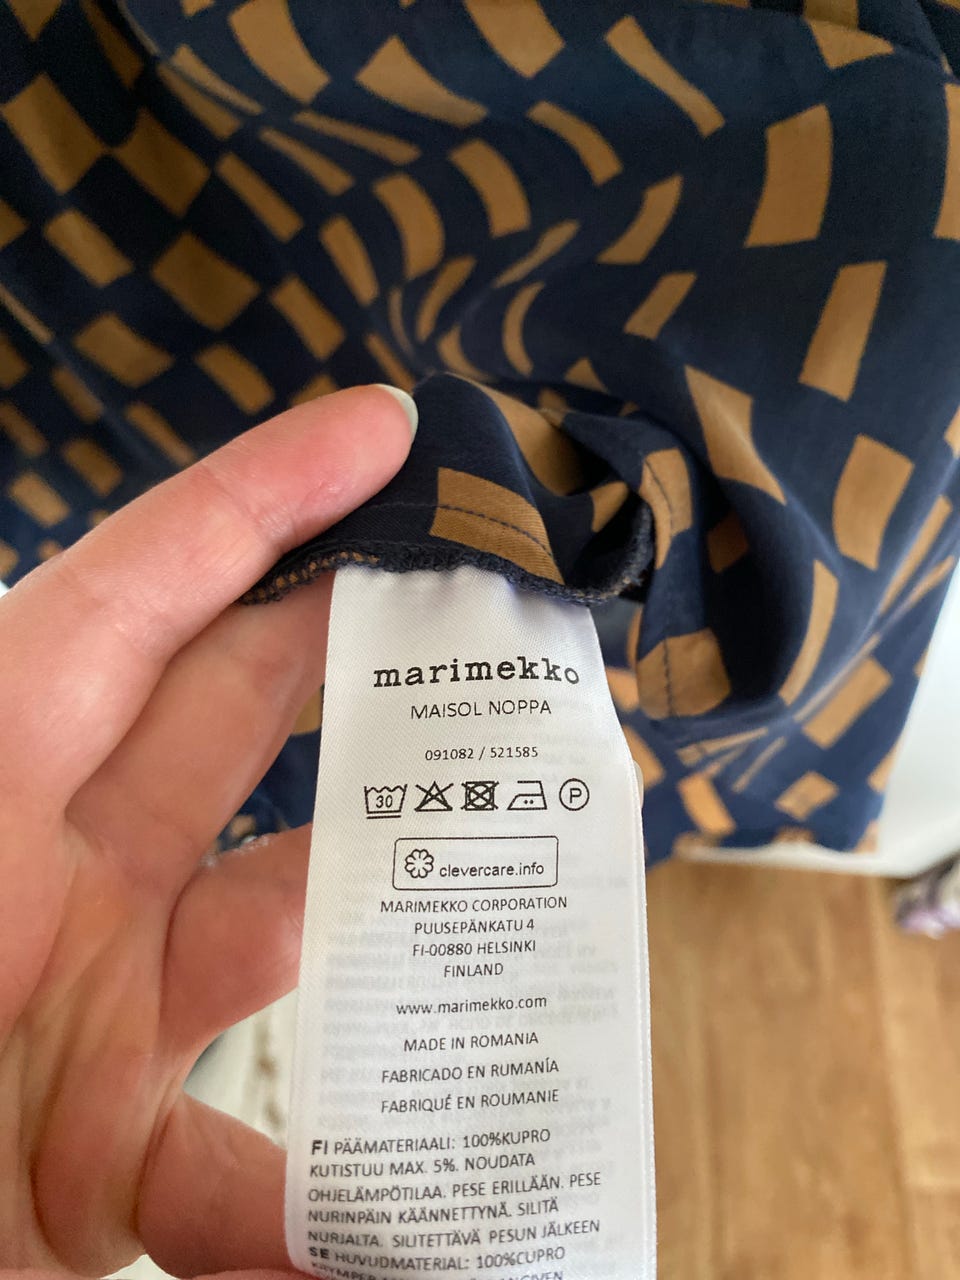 marimekko
MAISOL NOPPA
091082 / 521585
30 P
clevercare.info
MARIMEKKO CORPORATION
PUUSEPÄNKATU 4
FI-00880 HELSINKI
FINLAND
www.marimekko.com
MADE IN ROMANIA
FABRICADO EN RUMANÍA
FABRIQUÉ EN ROUMANIE
FI PÄÄMATERIAALI: 100%KUPRO
KUTISTUU MAX. 5%. NOUDATA
OHJELÄMPÖTILAA. PESE ERILLÄÄN. PESE
NURINPÄIN KÄÄNNETTYNÄ. SILITÄ
NURJALTA. SILITETTÄVÄ PESUN JÄLKEEN
SE HUVUDMATERIAL: 100%CUPRO